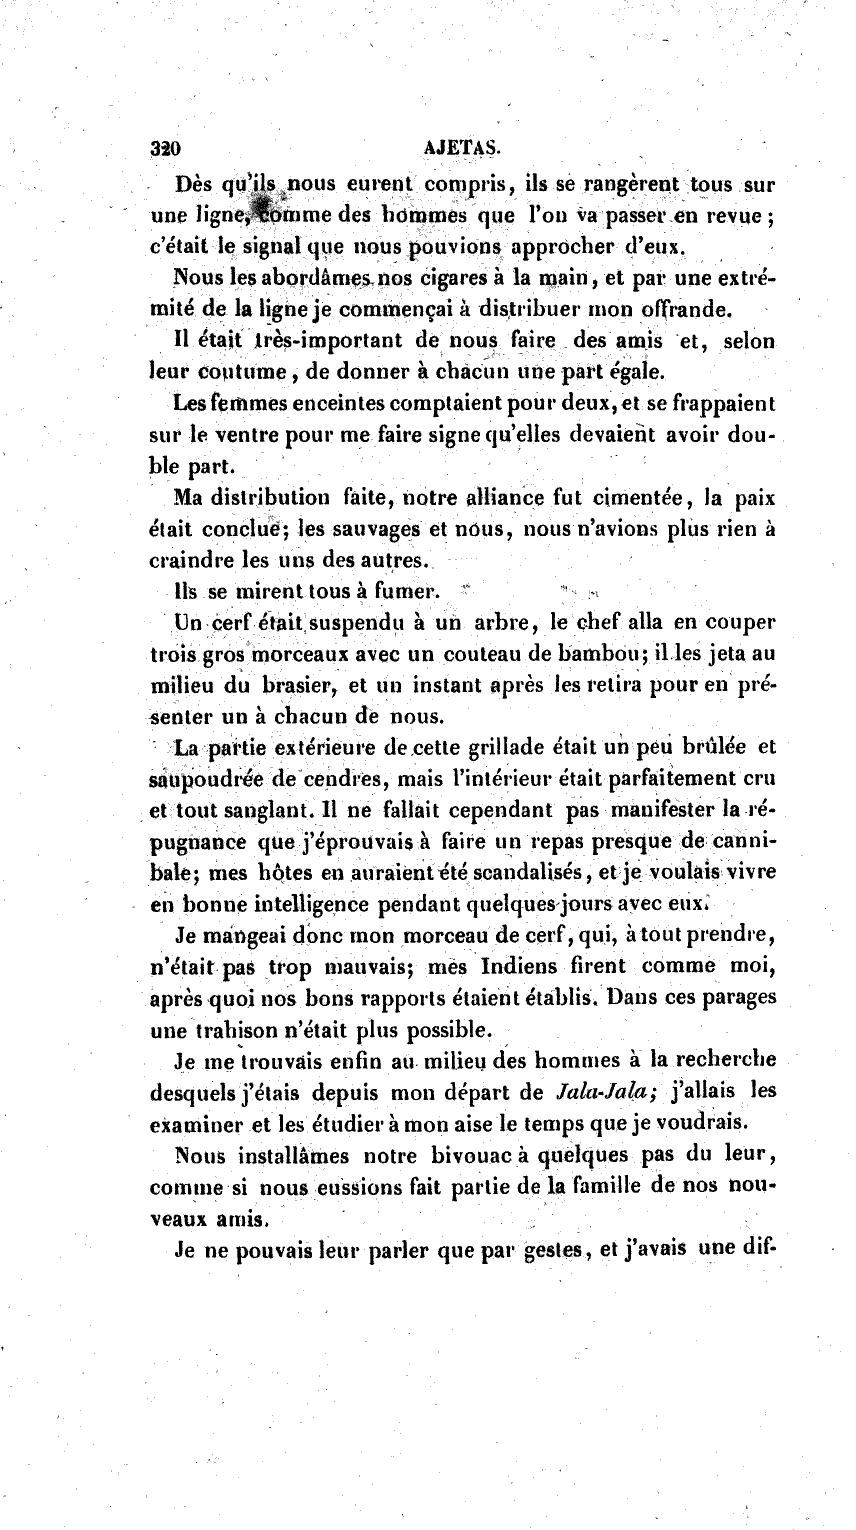 320 AJETAS.
Dès qu'ils nous eurent compris, ils se rangèrent tous sur
une ligne, comme des hommes que l'on va passer en revue ;
c'était le signal que nous pouvions approcher d'eux.
Nous les abordâmes nos cigares à la main, et par une extré-
mité de la ligne je commençai à distribuer mon offrande.
Il était très-important de nous faire des amis et, selon
leur coutume, de donner à chacun une part égale.
Les femmes enceintes comptaient pour deux, et se frappaient
sur le ventre pour me faire signe qu'elles devaient avoir dou-
ble part.
Ma distribution faite, notre alliance fut cimentée, la paix
était conclue; les sauvages et nous, nous n'avions plus rien à
craindre les uns des autres.
Ils se mirent tous à fumer.
Un cerf était suspendu à un arbre, le chef alla en couper
trois gros morceaux avec un couteau de bambou; il les jeta au
milieu du brasier, et un instant après les retira pour en pré-
senter un à chacun de nous.
La partie extérieure de cette grillade était un peu brûlée et
saupoudrée de cendres, mais l'intérieur était parfaitement cru
et tout sanglant. Il ne fallait cependant pas manifester la ré-
pugnance que j'éprouvais à faire un repas presque de canni-
bale; mes hôtes en auraient été scandalisés, et je voulais vivre
en bonne intelligence pendant quelques jours avec eux.
Je mangeai donc mon morceau de cerf, qui, à tout prendre,
n'était pas trop mauvais; mes Indiens firent comme moi,
après quoi nos bons rapports étaient établis. Dans ces parages
une trahison n'était plus possible.
Je me trouvais enfin au milieu des hommes à la recherche
desquels j'étais depuis mon départ de Jala-Jala; j'allais les
examiner et les étudier à mon aise le temps que je voudrais.
Nous installâmes notre bivouac à quelques pas du leur,
comme si nous eussions fait partie de la famille de nos nou-
veaux amis.
Je ne pouvais leur parler que par gestes, et j'avais une dif-